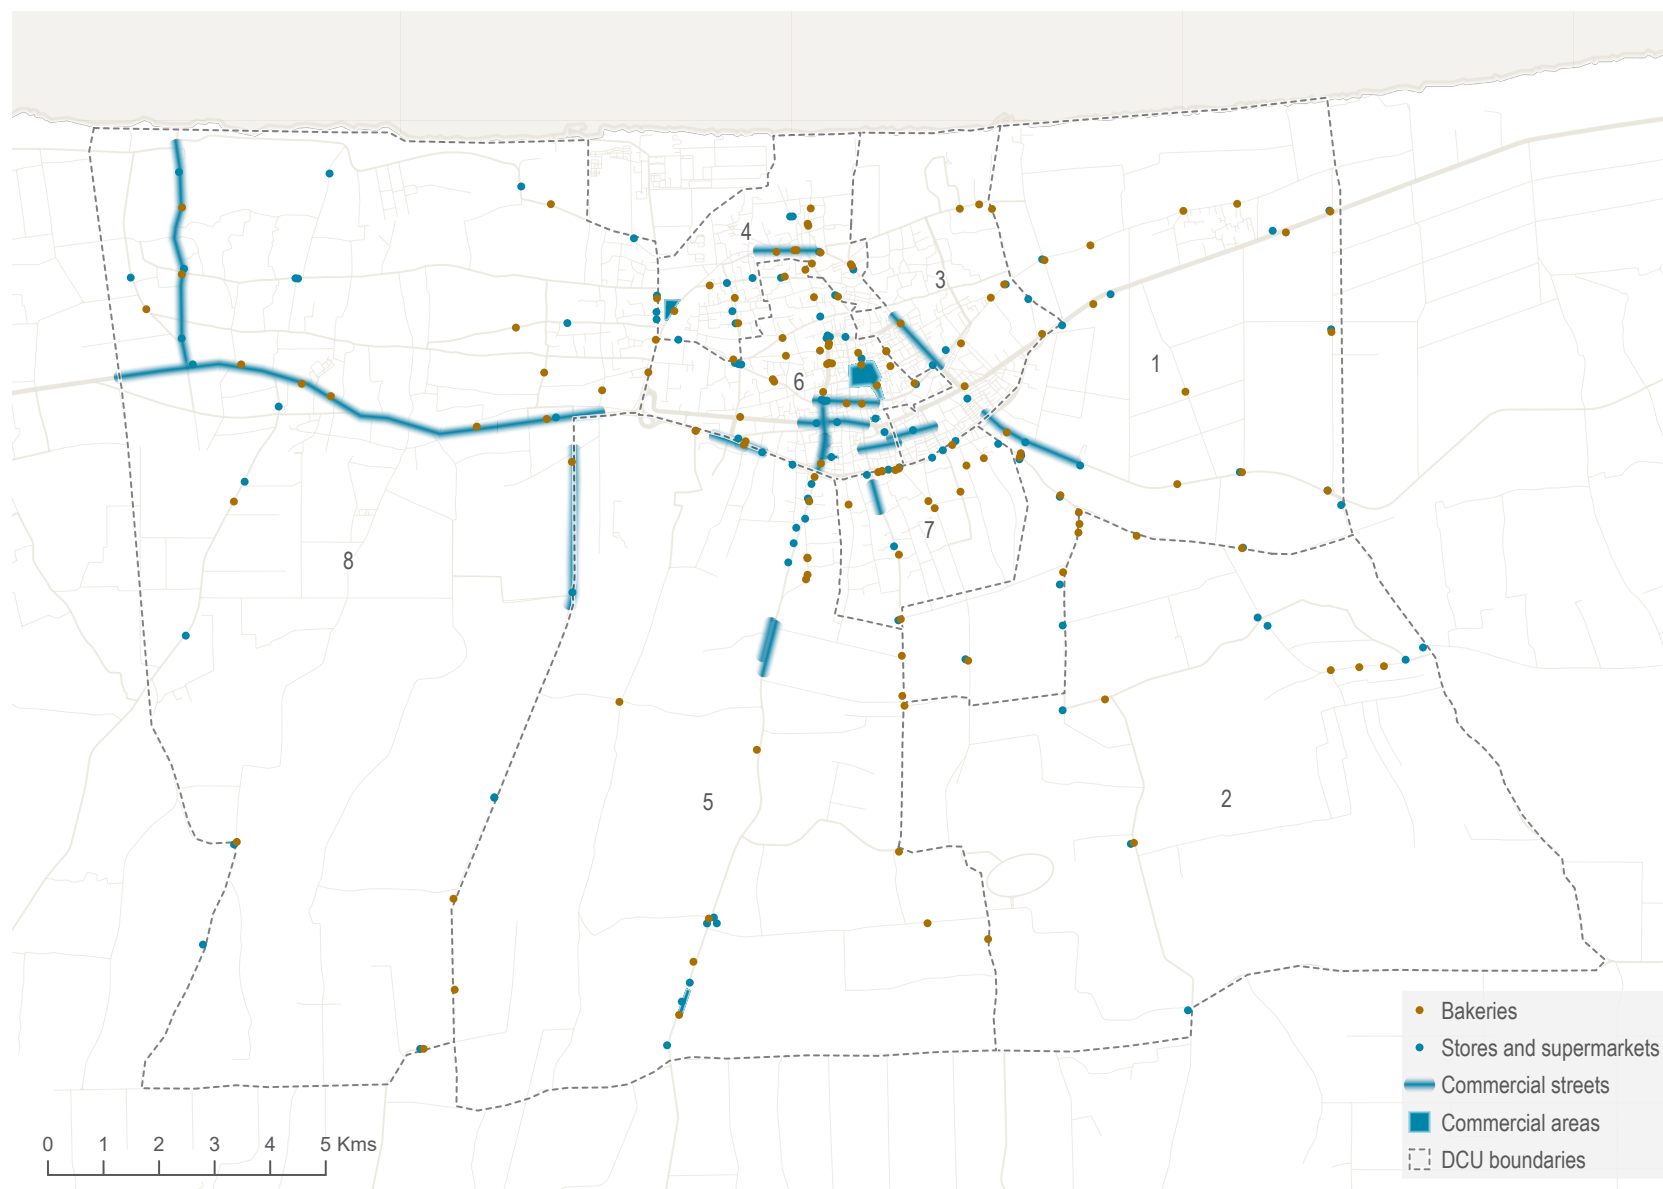 4
3
1
6
7
8
5
2
Bakeries
Stores and supermarkets
Commercial streets
Commercial areas
DCU boundaries
0 1 2 3 4 5 Kms